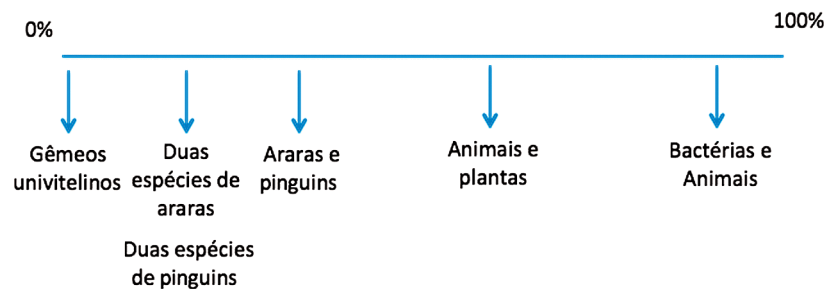 0%
100%
Gêmeos
univitelinos
Duas
espécies de
araras
Duas espécies
de pinguins
Araras e
pinguins
Animais e
plantas
Bactérias e
Animais